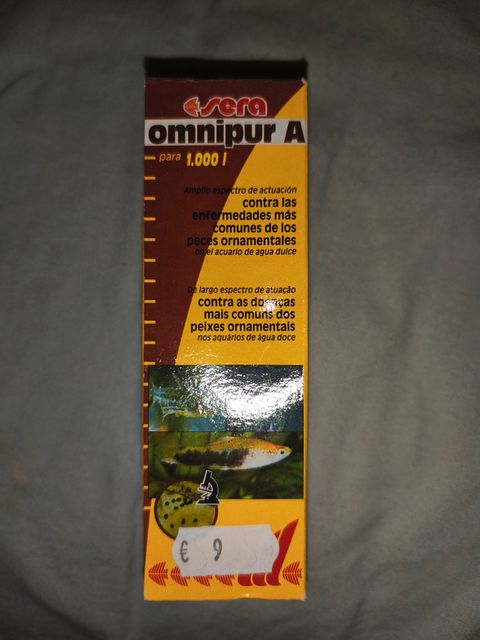 sera
omnipur A
para 1.000 l
Amplio espectro de actuación
contra las
enfermedades más
comunes de los
peces ornamentales
en el acuario de agua dulce
De largo espectro de atuação
contra as doenças
mais comuns dos
peixes ornamentais
nos aquários de água doce
€ 9